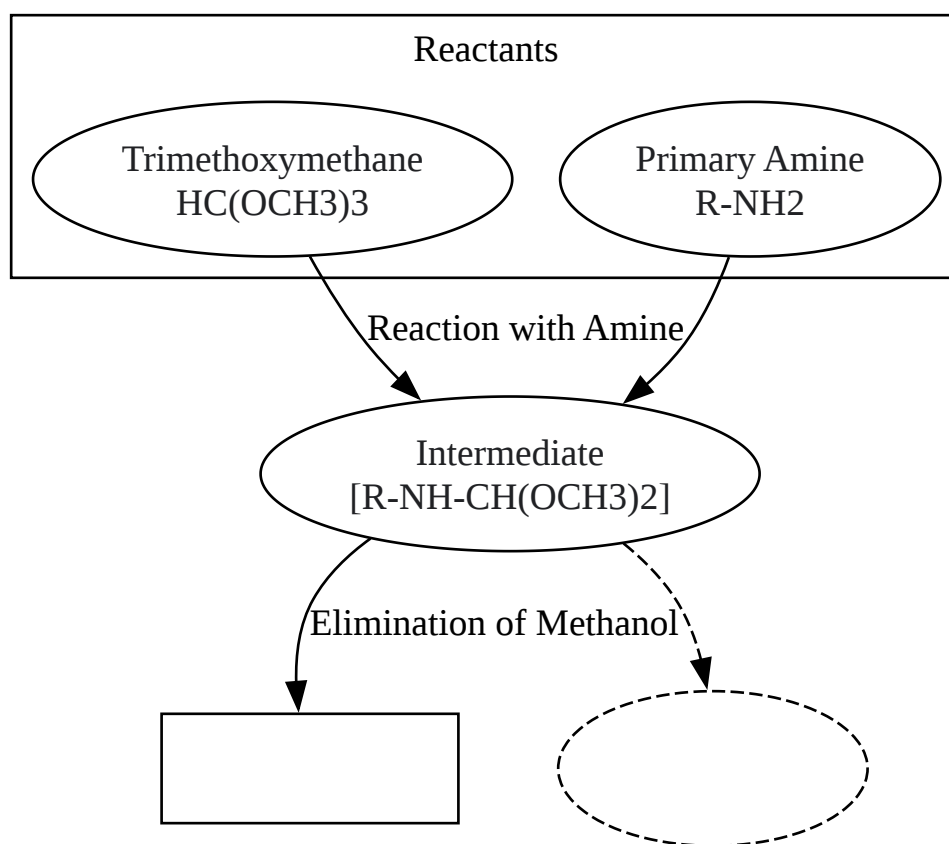 Reactants
Trimethoxymethane
HC(OCH3)3
Primary Amine
R-NH2
Reaction with Amine
Intermediate
[R-NH-CH(OCH3)2]
Elimination of Methanol